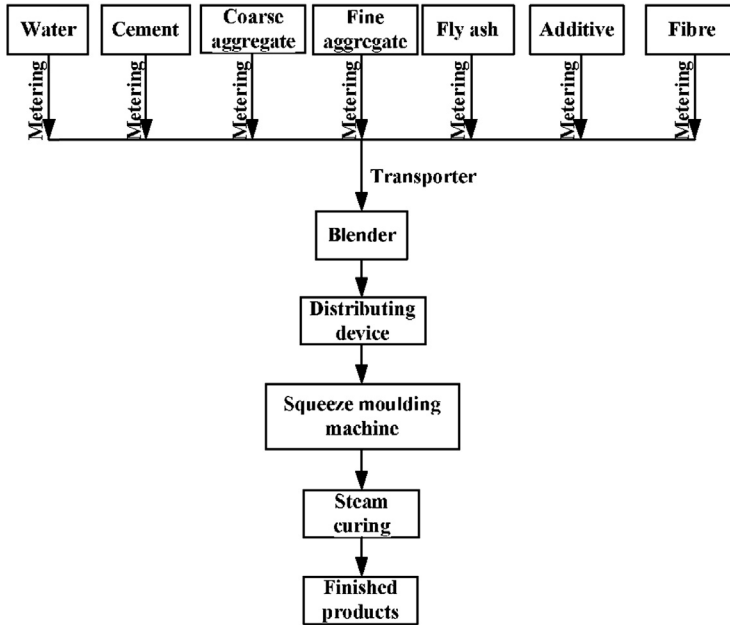 Water
Cement
Coarse
aggregate
Fine
aggregate
Fly ash
Additive
Fibre
Metering
Metering
Metering
Metering
Metering
Metering
Metering
Transporter
Blender
Distributing
device
Squeeze moulding
machine
Steam
curing
Finished
products